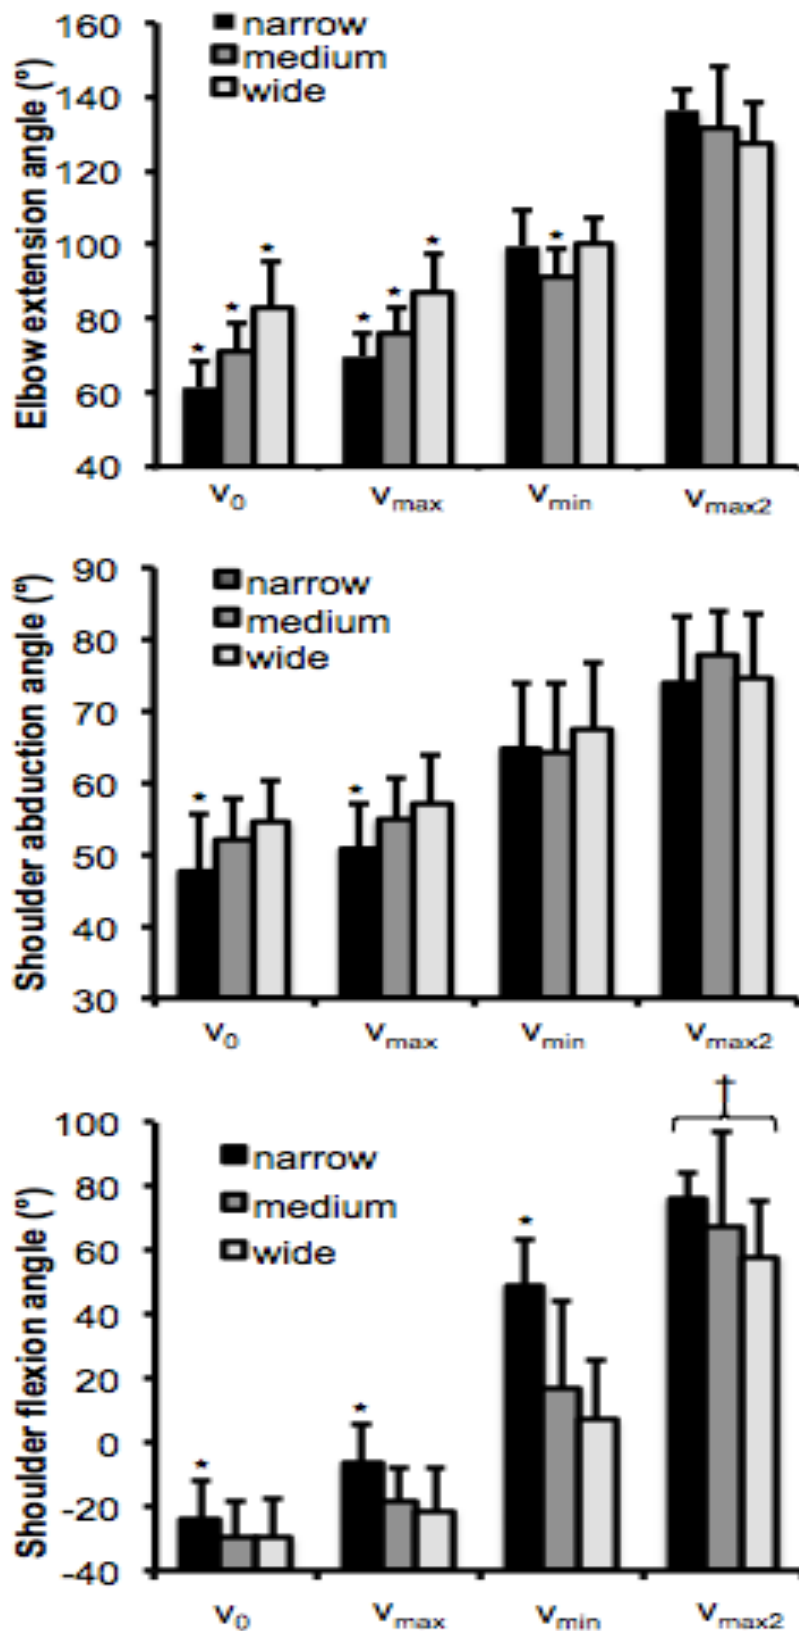 Elbow extension angle (°)
160
140
120
100
80
60
40
narrow
medium
wide
* * *
* * *
*
v₀ vmax vmin vmax2
Shoulder abduction angle (°)
90
80
70
60
50
40
30
narrow
medium
wide
* *
v₀ vmax vmin vmax2
Shoulder flexion angle (°)
100
80
60
40
20
0
-20
-40
narrow
medium
wide
* * *
†
v₀ vmax vmin vmax2